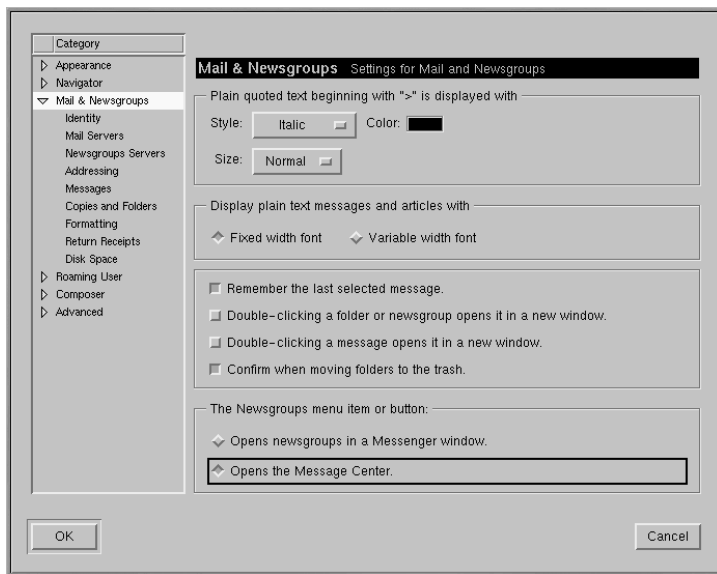 Category
Appearance
Navigator
Mail & Newsgroups
Identity
Mail Servers
Newsgroups Servers
Addressing
Messages
Copies and Folders
Formatting
Return Receipts
Disk Space
Roaming User
Composer
Advanced
Mail & Newsgroups Settings for Mail and Newsgroups
Plain quoted text beginning with ">" is displayed with
Style: Italic Color:
Size: Normal
Display plain text messages and articles with
Fixed width font Variable width font
Remember the last selected message.
Double-clicking a folder or newsgroup opens it in a new window.
Double-clicking a message opens it in a new window.
Confirm when moving folders to the trash.
The Newsgroups menu item or button:
Opens newsgroups in a Messenger window.
Opens the Message Center.
OK Cancel